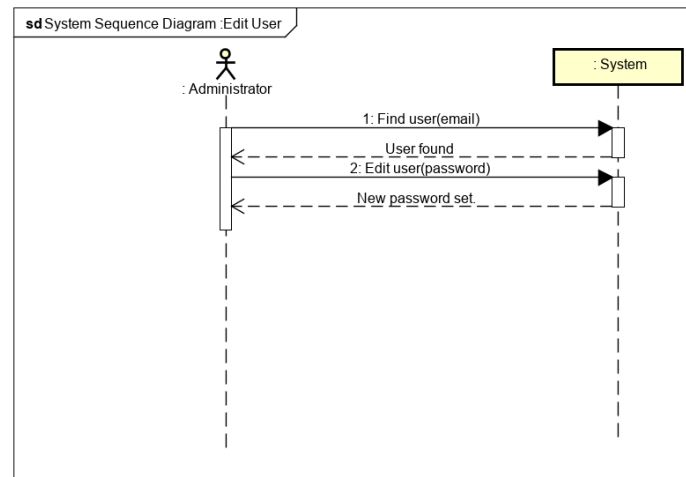 sd System Sequence Diagram :Edit User
: Administrator
: System
1: Find user(email)
User found
2: Edit user(password)
New password set.